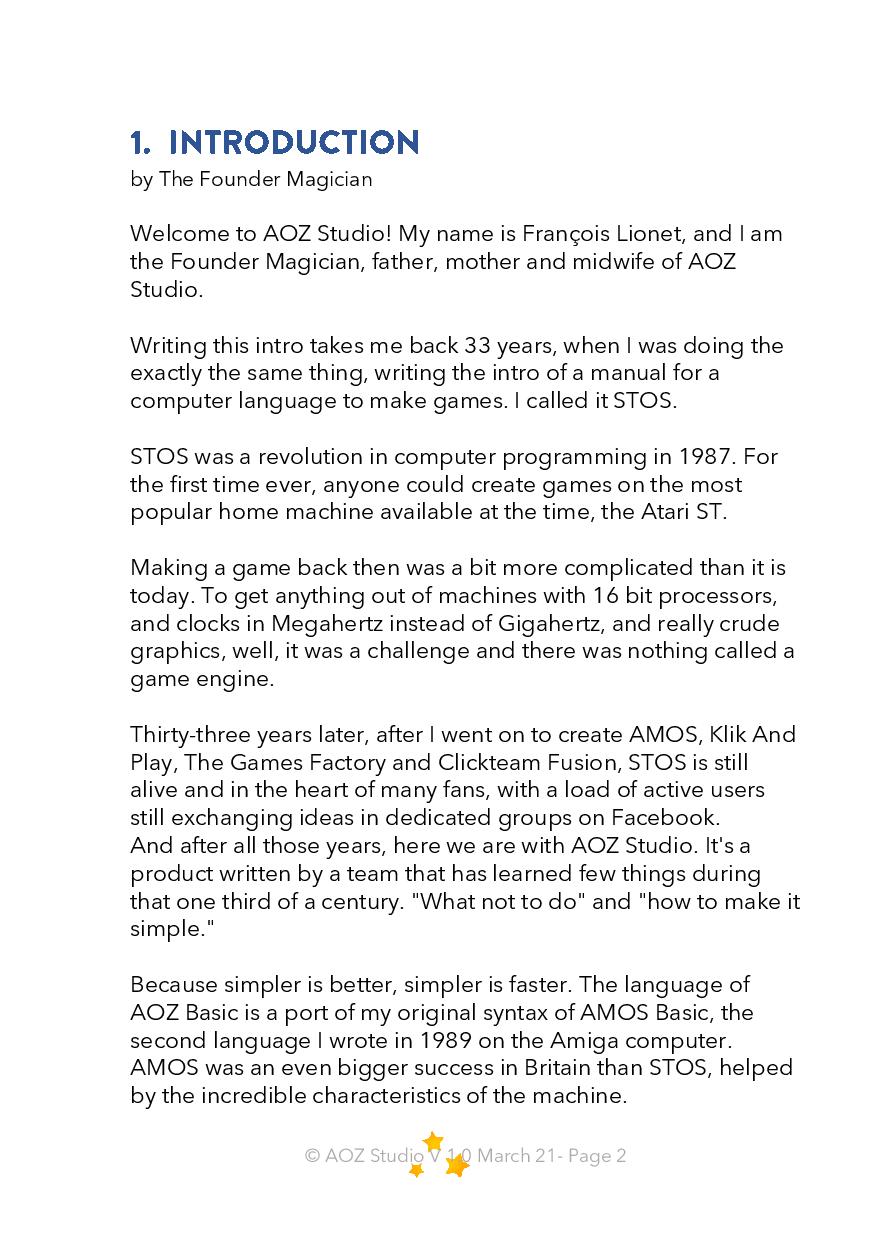 1. INTRODUCTION
by The Founder Magician
Welcome to AOZ Studio! My name is François Lionet, and I am
the Founder Magician, father, mother and midwife of AOZ
Studio.
Writing this intro takes me back 33 years, when I was doing the
exactly the same thing, writing the intro of a manual for a
computer language to make games. I called it STOS.
STOS was a revolution in computer programming in 1987. For
the first time ever, anyone could create games on the most
popular home machine available at the time, the Atari ST.
Making a game back then was a bit more complicated than it is
today. To get anything out of machines with 16 bit processors,
and clocks in Megahertz instead of Gigahertz, and really crude
graphics, well, it was a challenge and there was nothing called a
game engine.
Thirty-three years later, after I went on to create AMOS, Klik And
Play, The Games Factory and Clickteam Fusion, STOS is still
alive and in the heart of many fans, with a load of active users
still exchanging ideas in dedicated groups on Facebook.
And after all those years, here we are with AOZ Studio. It's a
product written by a team that has learned few things during
that one third of a century. "What not to do" and "how to make it
simple."
Because simpler is better, simpler is faster. The language of
AOZ Basic is a port of my original syntax of AMOS Basic, the
second language I wrote in 1989 on the Amiga computer.
AMOS was an even bigger success in Britain than STOS, helped
by the incredible characteristics of the machine.
© AOZ Studio V 1.0 March 21- Page 2